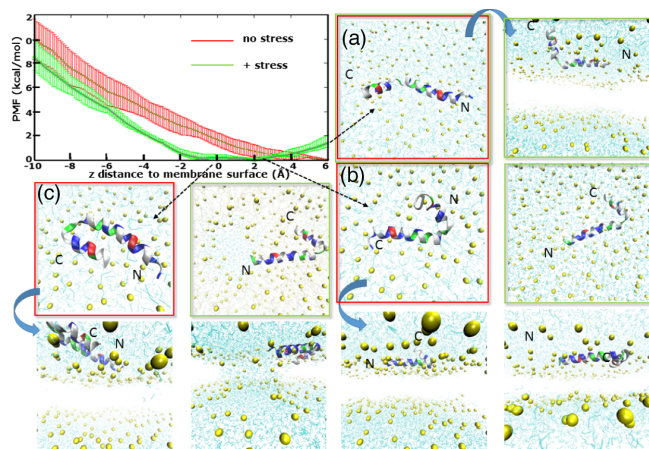 12
10
8
6
4
2
0
PMF (kcal/mol)
no stress
+ stress
-10 -8 -6 -4 -2 0 2 4 6
z distance to membrane surface (Å)
(a)
C
N
C
N
(c)
C
N
C
N
(b)
N
C
C
N
C
N
C
N
N
C